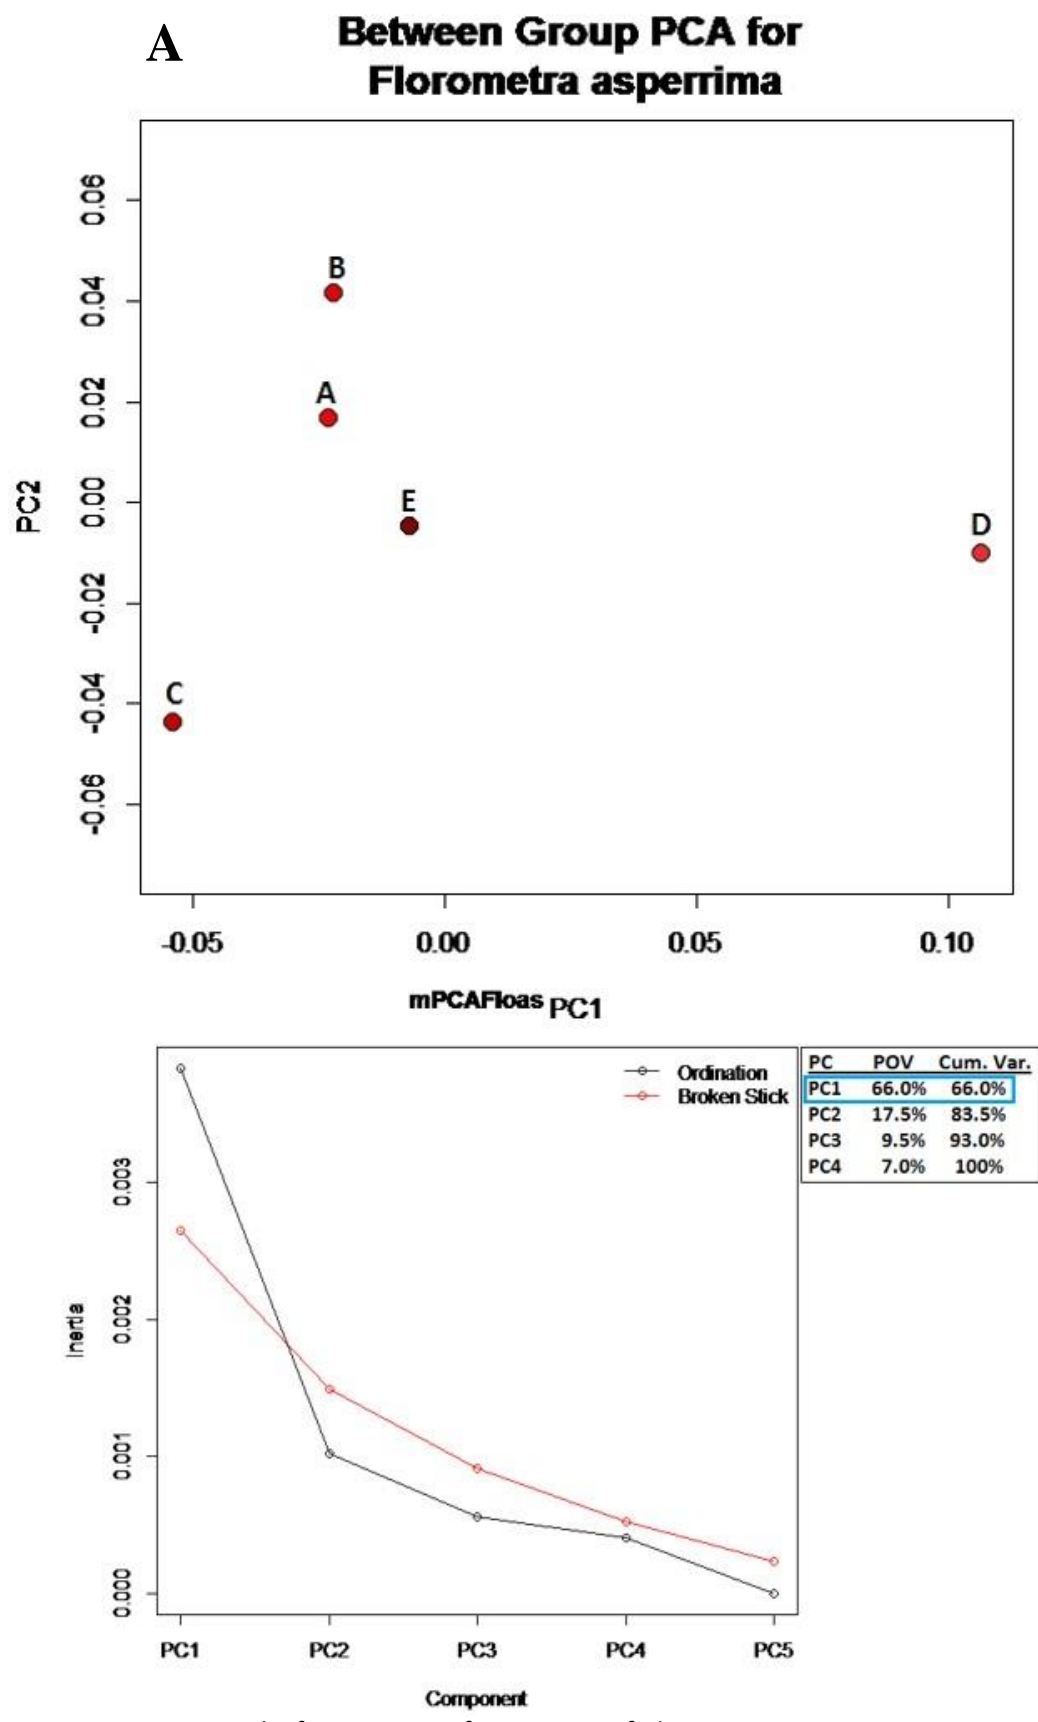 A
Between Group PCA for
Florometra asperrima
0.06
0.04
0.02
0.00
-0.02
-0.04
-0.06
PC2
B
A
E
D
C
-0.05 0.00 0.05 0.10
mPCAFloas PC1
Ordination
Broken Stick
PC POV Cum. Var.
PC1 66.0% 66.0%
PC2 17.5% 83.5%
PC3 9.5% 93.0%
PC4 7.0% 100%
0.003
0.002
0.001
0.000
Inertia
PC1 PC2 PC3 PC4 PC5
Component